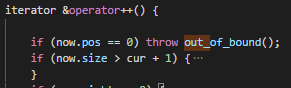 iterator &operator++() {
if (now.pos == 0) throw out_of_bound();
if (now.size > cur + 1) {⋯
}